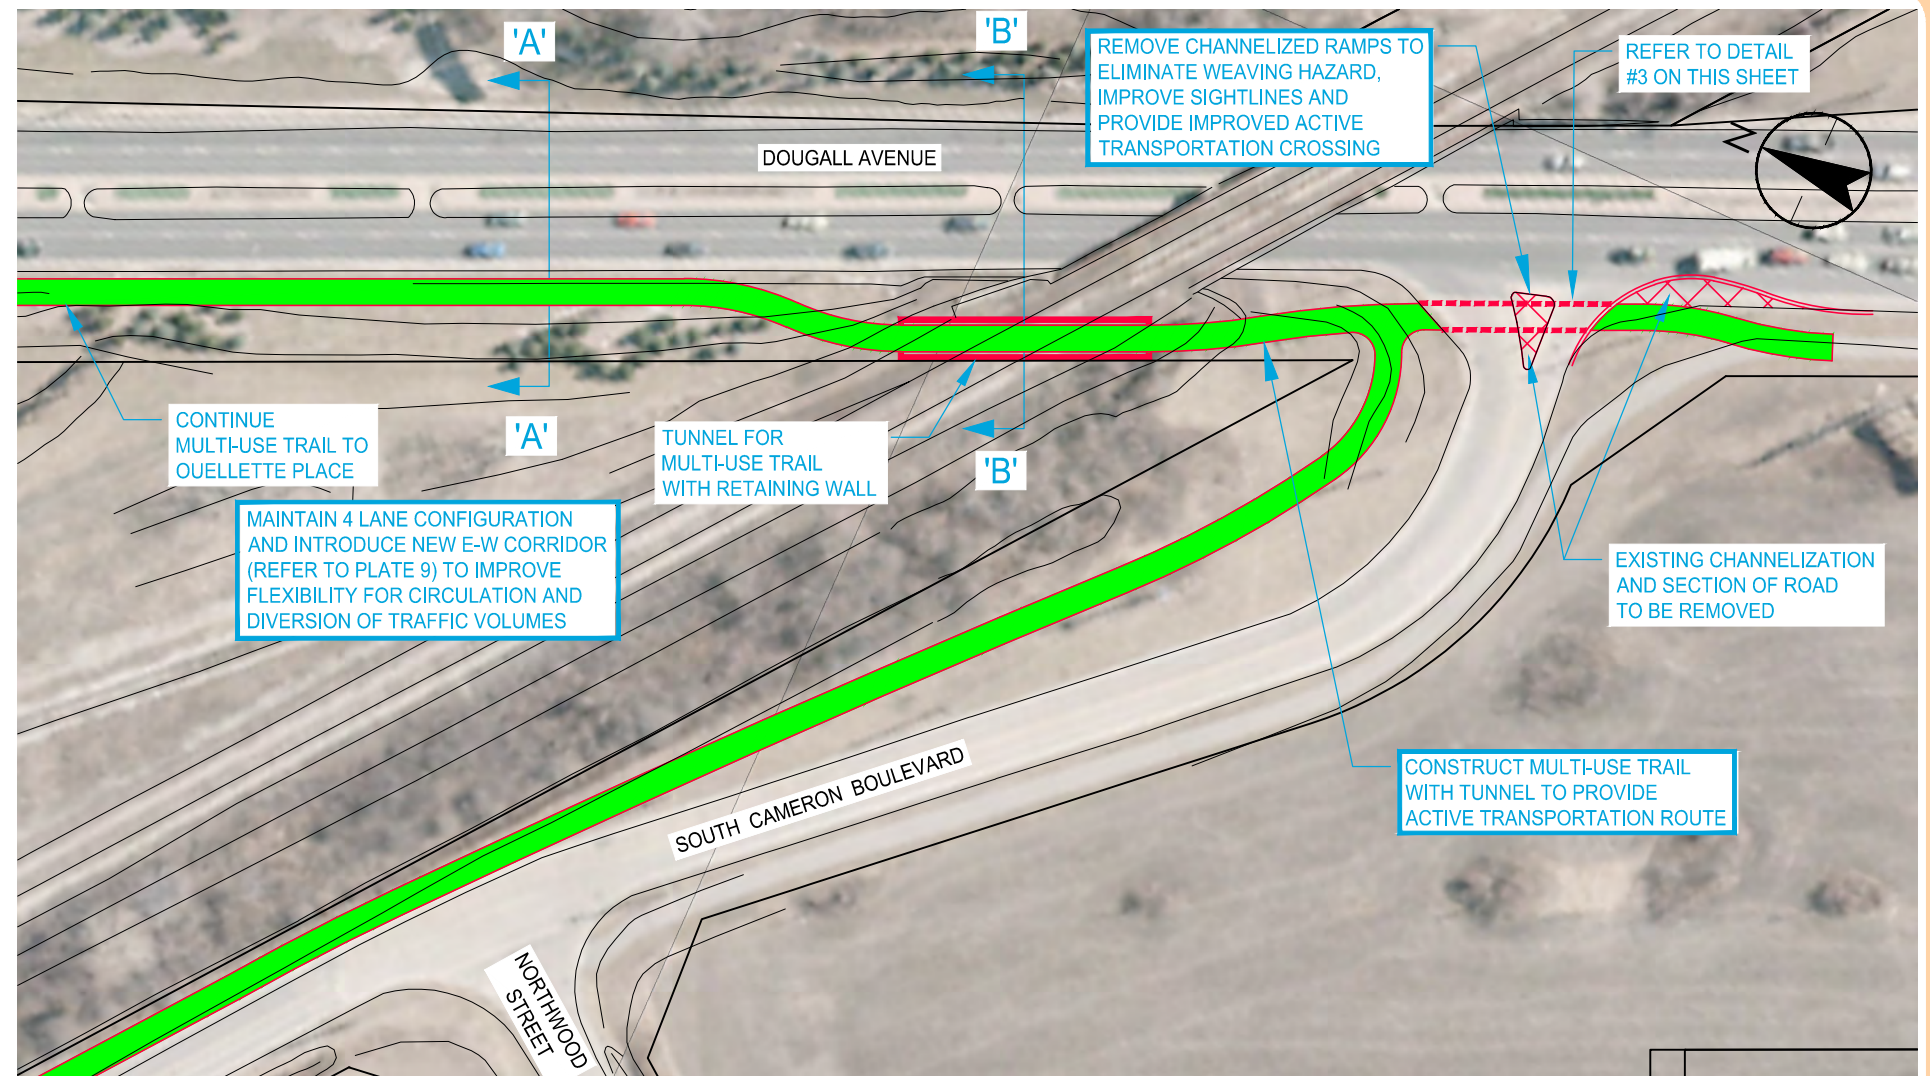 'A'
'B'
REMOVE CHANNELIZED RAMPS TO
ELIMINATE WEAVING HAZARD,
IMPROVE SIGHTLINES AND
PROVIDE IMPROVED ACTIVE
TRANSPORTATION CROSSING
REFER TO DETAIL
#3 ON THIS SHEET
N
DOUGALL AVENUE
CONTINUE
MULTI-USE TRAIL TO
OUELLETTE PLACE
'A'
TUNNEL FOR
MULTI-USE TRAIL
WITH RETAINING WALL
'B'
MAINTAIN 4 LANE CONFIGURATION
AND INTRODUCE NEW E-W CORRIDOR
(REFER TO PLATE 9) TO IMPROVE
FLEXIBILITY FOR CIRCULATION AND
DIVERSION OF TRAFFIC VOLUMES
EXISTING CHANNELIZATION
AND SECTION OF ROAD
TO BE REMOVED
CONSTRUCT MULTI-USE TRAIL
WITH TUNNEL TO PROVIDE
ACTIVE TRANSPORTATION ROUTE
SOUTH CAMERON BOULEVARD
NORTHWOOD
STREET